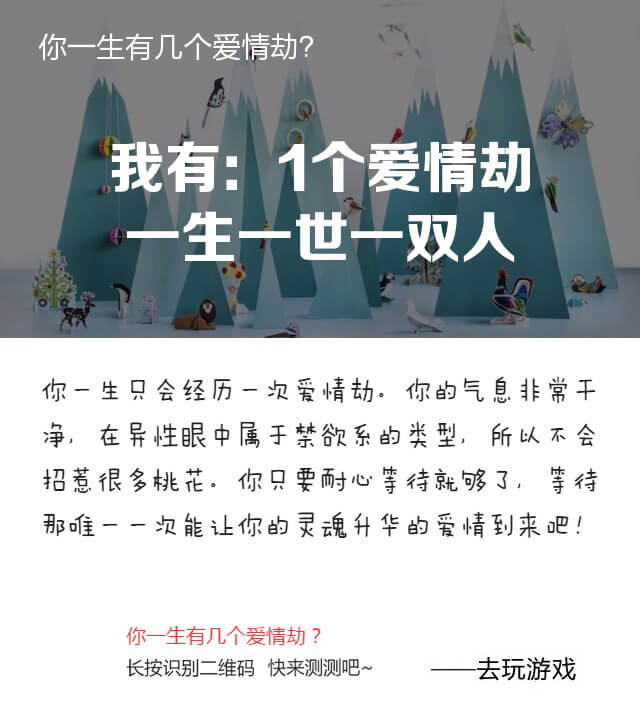 你一生有几个爱情劫?
我有：1个爱情劫
一生一世一双人
你一生只会经历一次爱情劫。你的气息非常干
净，在异性眼中属于禁欲系的类型，所以不会
招惹很多桃花。你只要耐心等待就够了，等待
那唯一一次能让你的灵魂升华的爱情到来吧！
你一生有几个爱情劫？
长按识别二维码 快来测测吧~
——去玩游戏